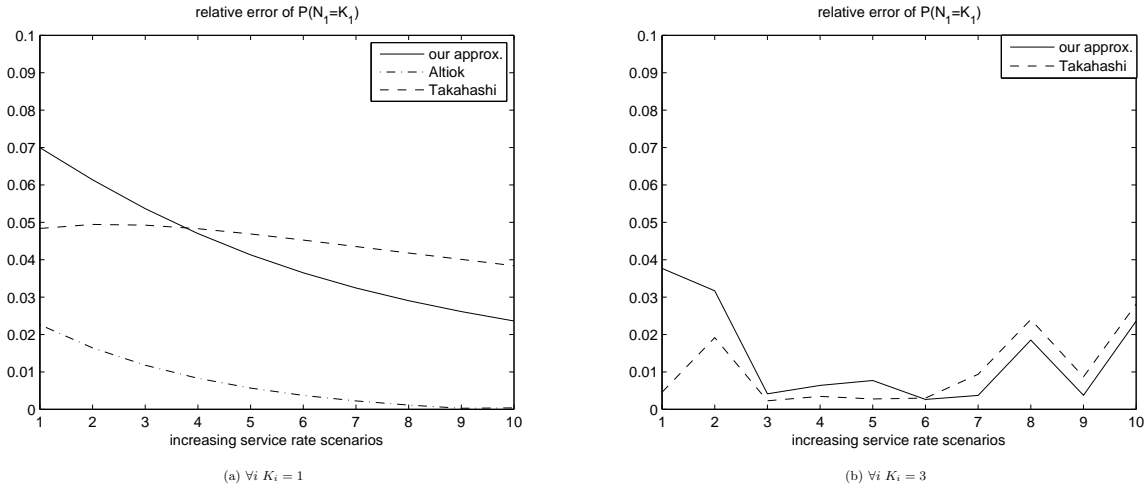 relative error of P(N₁=K₁)
0.1
0.09
0.08
0.07
0.06
0.05
0.04
0.03
0.02
0.01
0
our approx.
Altiok
Takahashi
1 2 3 4 5 6 7 8 9 10
increasing service rate scenarios
(a) ∀i Kᵢ = 1
relative error of P(N₁=K₁)
0.1
0.09
0.08
0.07
0.06
0.05
0.04
0.03
0.02
0.01
0
our approx.
Takahashi
1 2 3 4 5 6 7 8 9 10
increasing service rate scenarios
(b) ∀i Kᵢ = 3